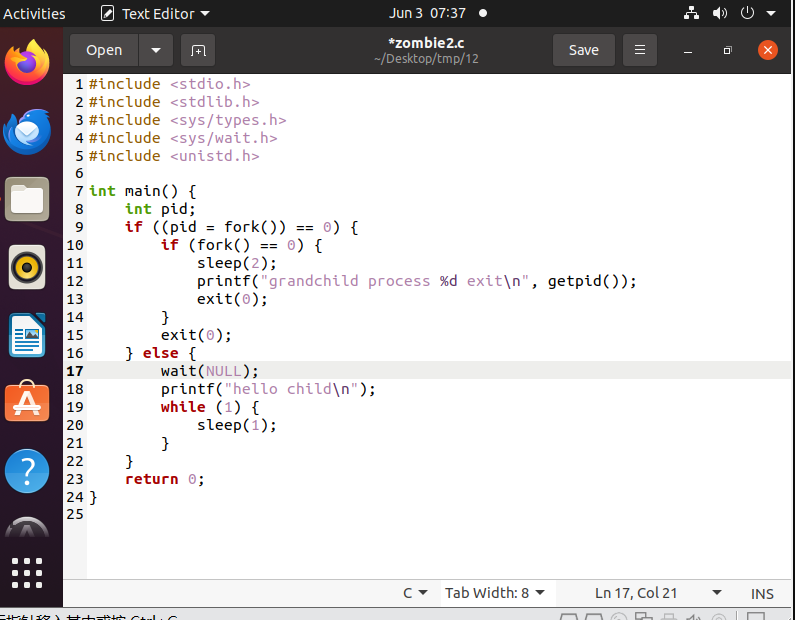 Activities
Text Editor
Jun 3 07:37
Open
*zombie2.c
~/Desktop/tmp/12
Save
1 #include <stdio.h>
2 #include <stdlib.h>
3 #include <sys/types.h>
4 #include <sys/wait.h>
5 #include <unistd.h>
6
7 int main() {
8     int pid;
9     if ((pid = fork()) == 0) {
10         if (fork() == 0) {
11             sleep(2);
12             printf("grandchild process %d exit\n", getpid());
13             exit(0);
14         }
15         exit(0);
16     } else {
17         wait(NULL);
18         printf("hello child\n");
19         while (1) {
20             sleep(1);
21         }
22     }
23     return 0;
24 }
25
C
Tab Width: 8
Ln 17, Col 21
INS